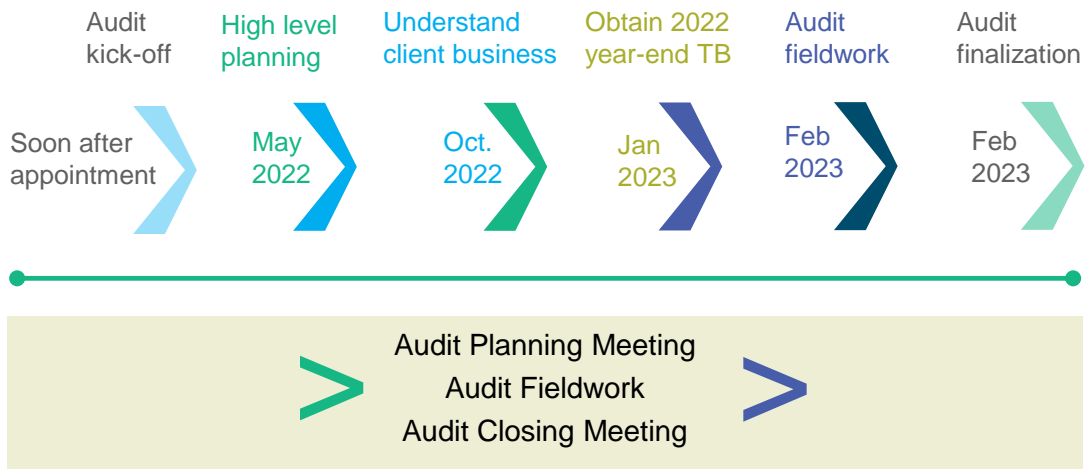 Audit
kick-off
High level
planning
Understand
client business
Obtain 2022
year-end TB
Audit
fieldwork
Audit
finalization
Soon after
appointment
May
2022
Oct.
2022
Jan
2023
Feb
2023
Feb
2023
Audit Planning Meeting
Audit Fieldwork
Audit Closing Meeting